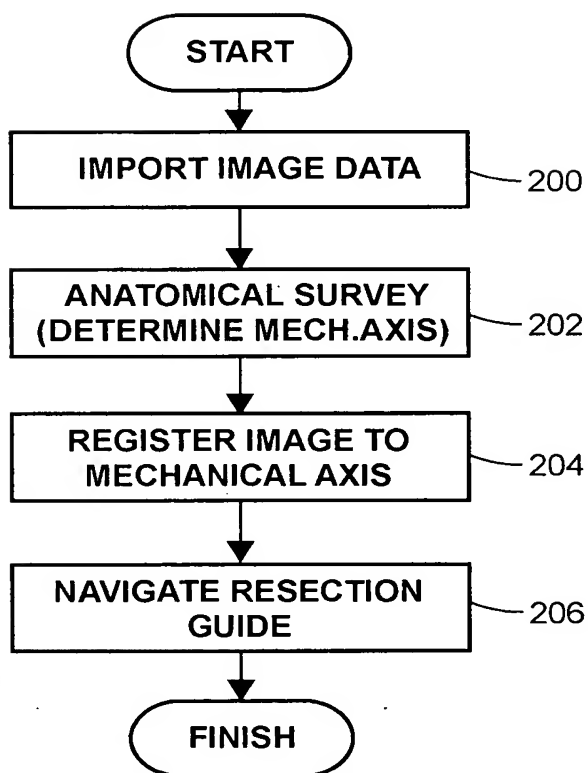 START
IMPORT IMAGE DATA
200
ANATOMICAL SURVEY
(DETERMINE MECH.AXIS)
202
REGISTER IMAGE TO
MECHANICAL AXIS
204
NAVIGATE RESECTION
GUIDE
206
FINISH